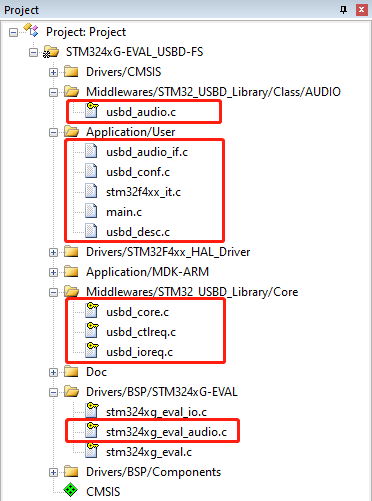 Project
Project: Project
STM324xG-EVAL_USBD-FS
Drivers/CMSIS
Middlewares/STM32_USBD_Library/Class/AUDIO
usbd_audio.c
Application/User
usbd_audio_if.c
usbd_conf.c
stm32f4xx_it.c
main.c
usbd_desc.c
Drivers/STM32F4xx_HAL_Driver
Application/MDK-ARM
Middlewares/STM32_USBD_Library/Core
usbd_core.c
usbd_ctlreq.c
usbd_ioreq.c
Doc
Drivers/BSP/STM324xG-EVAL
stm324xg_eval_io.c
stm324xg_eval_audio.c
stm324xg_eval.c
Drivers/BSP/Components
CMSIS